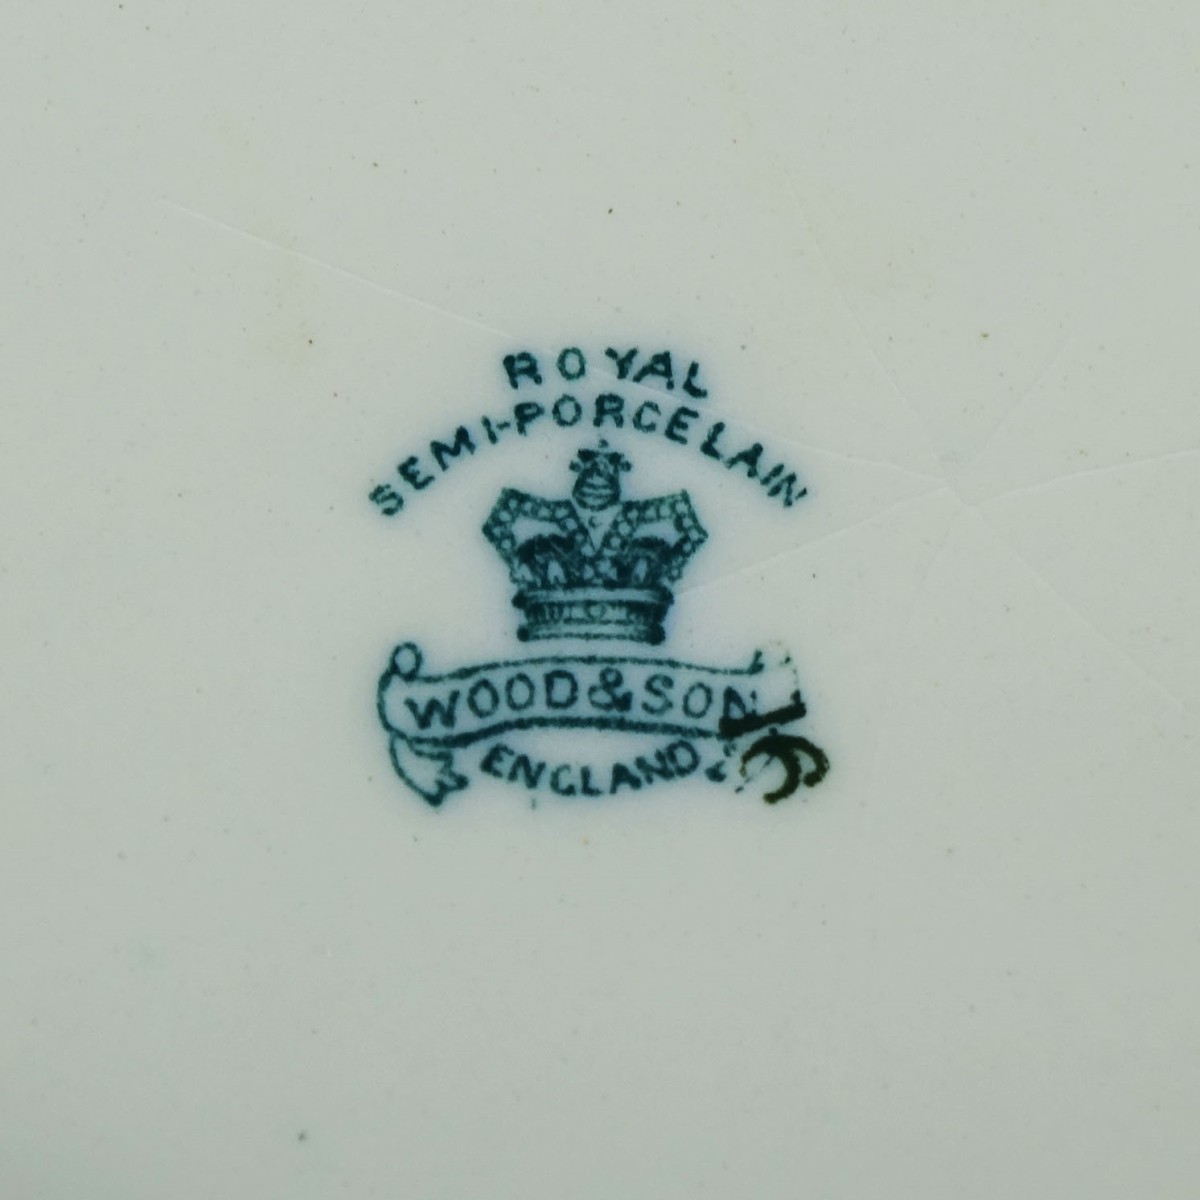 ROYAL
SEMI-PORCELAIN
WOOD & SON
ENGLAND